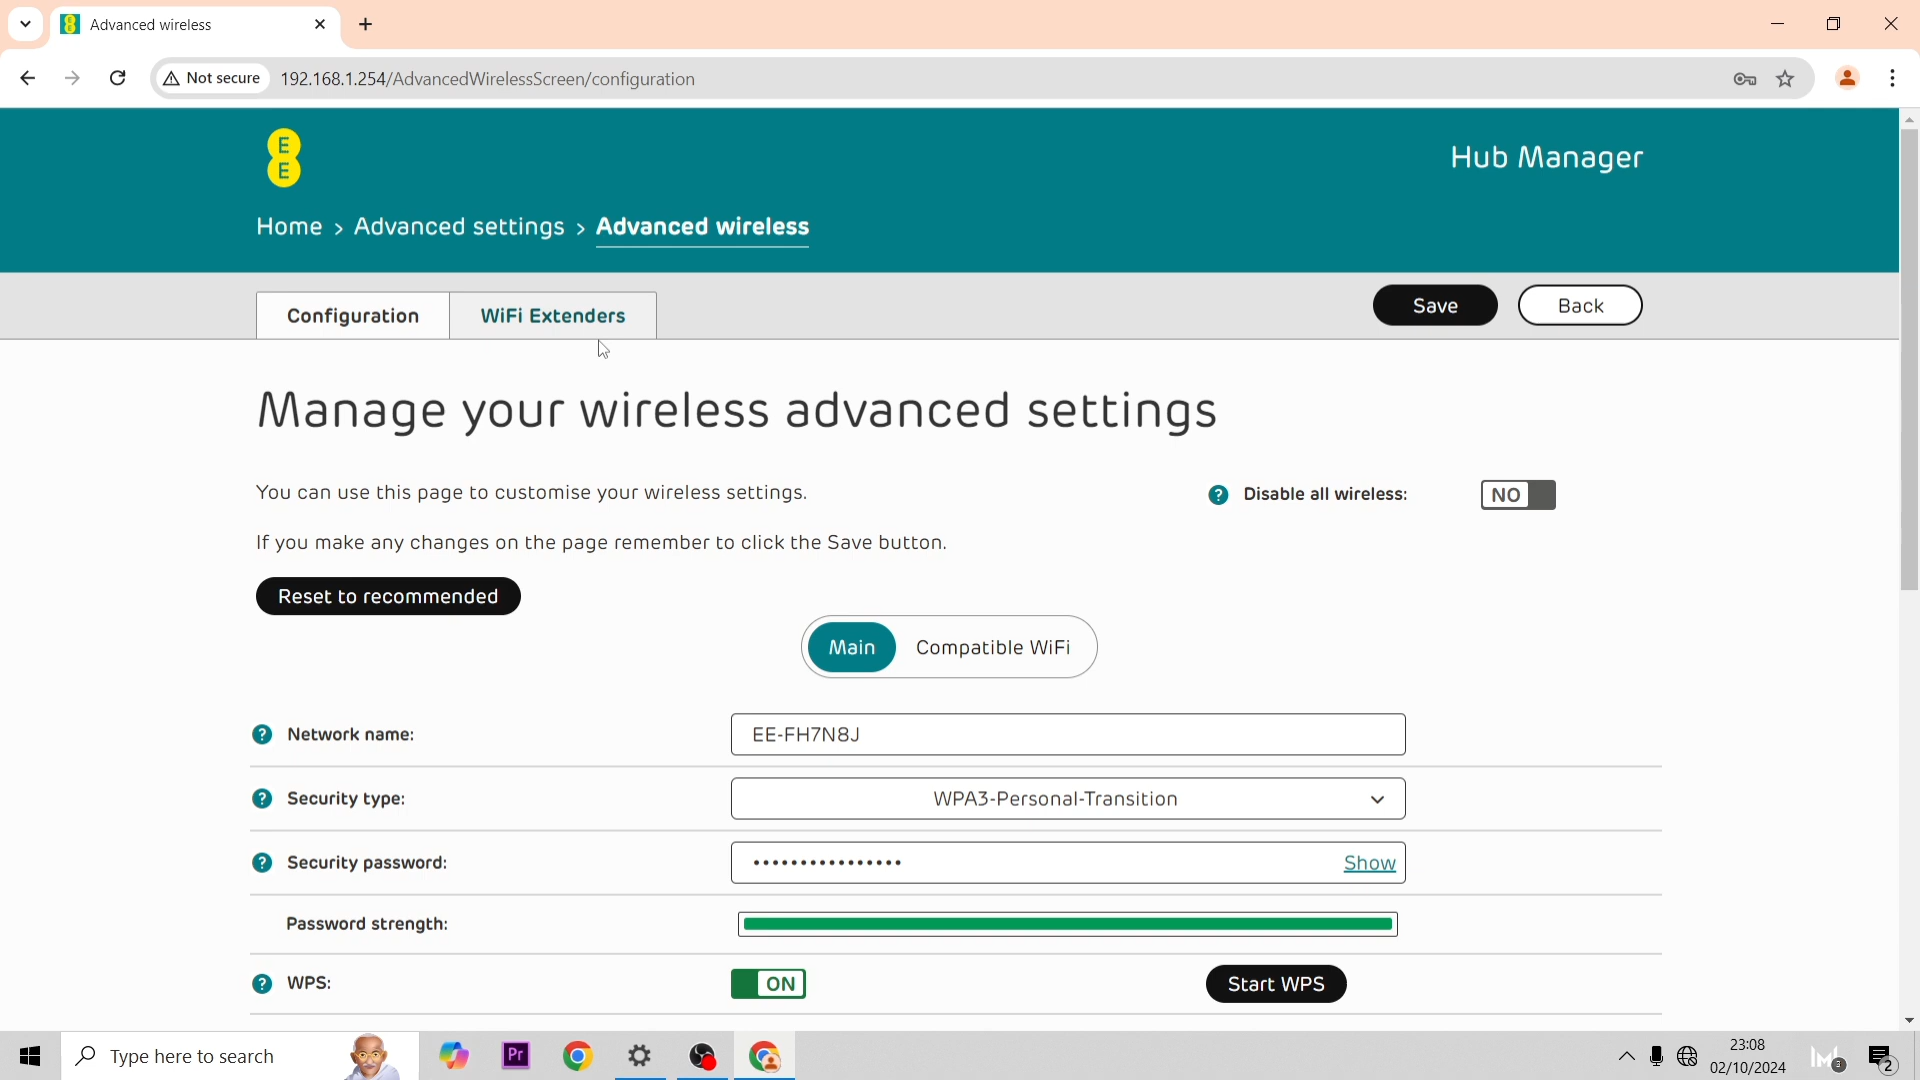 Advanced wireless
Not secure
192.168.1.254/AdvancedWirelessScreen/configuration
E
E
Hub Manager
Home > Advanced settings > Advanced wireless
Configuration
WiFi Extenders
Save
Back
Manage your wireless advanced settings
You can use this page to customise your wireless settings.
? Disable all wireless:
NO
If you make any changes on the page remember to click the Save button.
Reset to recommended
Main
Compatible WiFi
? Network name:
EE-FH7N8J
? Security type:
WPA3-Personal-Transition
? Security password:
••••••••••••••••
Show
Password strength:
? WPS:
ON
Start WPS
Type here to search
Pr
23:08
02/10/2024
3
2